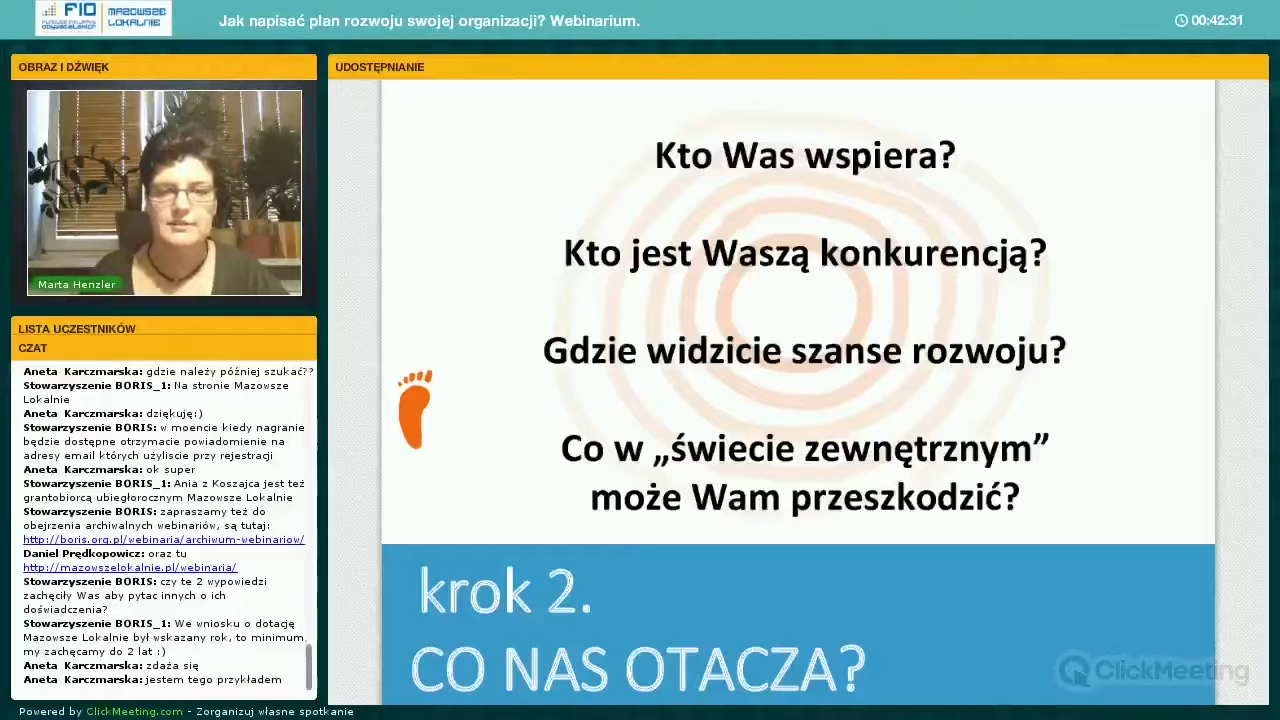 FIO
FUNDUSZ INICJATYW
OBYWATELSKICH
MAZOWSZE
LOKALNIE
Jak napisać plan rozwoju swojej organizacji? Webinarium.
00:42:31
OBRAZ I DŹWIĘK
Marta Henzler
LISTA UCZESTNIKÓW
CZAT
Aneta Karczmarska: gdzie należy później szukać??
Stowarzyszenie BORIS_1: Na stronie Mazowsze
Lokalnie
Aneta Karczmarska: dziękuję:)
Stowarzyszenie BORIS: w moencie kiedy nagranie
będzie dostępne otrzymacie powiadomienie na
adresy email których użyliscie przy rejestracji
Aneta Karczmarska: ok super
Stowarzyszenie BORIS_1: Ania z Koszajca jest też
grantobiorcą ubiegłorocznym Mazowsze Lokalnie
Stowarzyszenie BORIS: zapraszamy też do
obejrzenia archiwalnych webinariów, są tutaj:
http://boris.org.pl/webinaria/archiwum-webinariow/
Daniel Prędkopowicz: oraz tu
http://mazowszelokalnie.pl/webinaria/
Stowarzyszenie BORIS: czy te 2 wypowiedzi
zachęciły Was aby pytac innych o ich
doświadczenia?
Stowarzyszenie BORIS_1: We wniosku o dotację
Mazowsze Lokalnie był wskazany rok, to minimum,
my zachęcamy do 2 lat :)
Aneta Karczmarska: zdaża się
Aneta Karczmarska: jestem tego przykładem
UDOSTĘPNIANIE
Kto Was wspiera?
Kto jest Waszą konkurencją?
Gdzie widzicie szanse rozwoju?
Co w „świecie zewnętrznym”
może Wam przeszkodzić?
krok 2.
CO NAS OTACZA?
ClickMeeting
Powered by ClickMeeting.com - Zorganizuj własne spotkanie